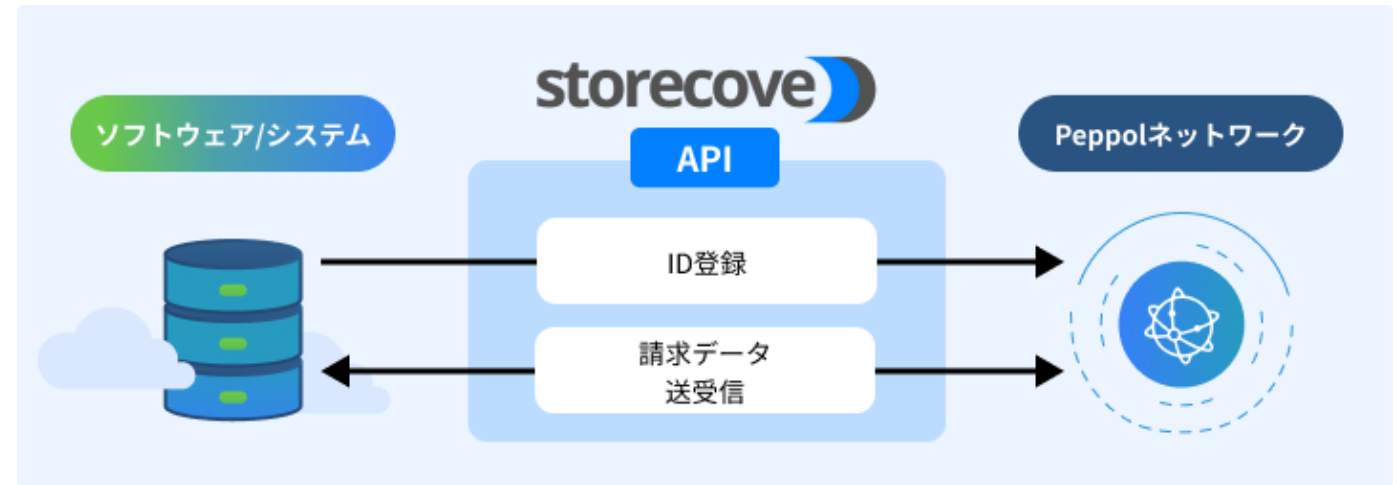 storecove
ソフトウェア/システム
API
Peppolネットワーク
ID登録
請求データ
送受信